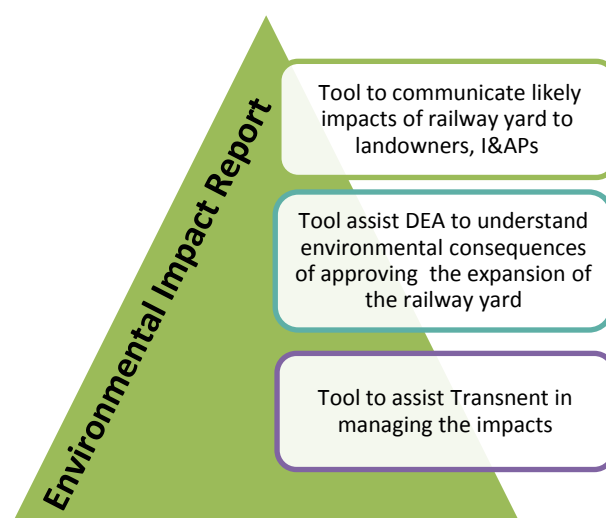 Environmental Impact Report
Tool to communicate likely
impacts of railway yard to
landowners, I&APs
Tool assist DEA to understand
environmental consequences
of approving the expansion of
the railway yard
Tool to assist Transnent in
managing the impacts